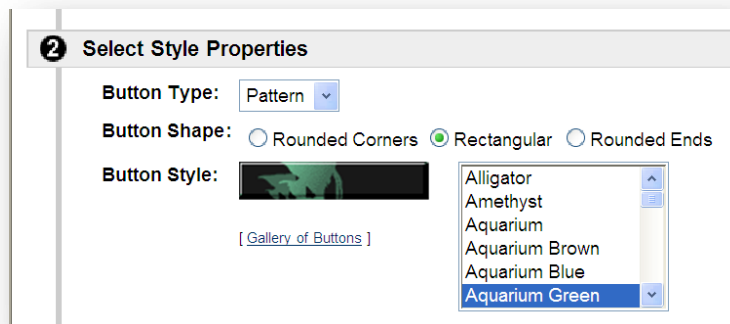 2 Select Style Properties
Button Type: Pattern
Button Shape: Rounded Corners Rectangular Rounded Ends
Button Style:
[ Gallery of Buttons ]
Alligator
Amethyst
Aquarium
Aquarium Brown
Aquarium Blue
Aquarium Green